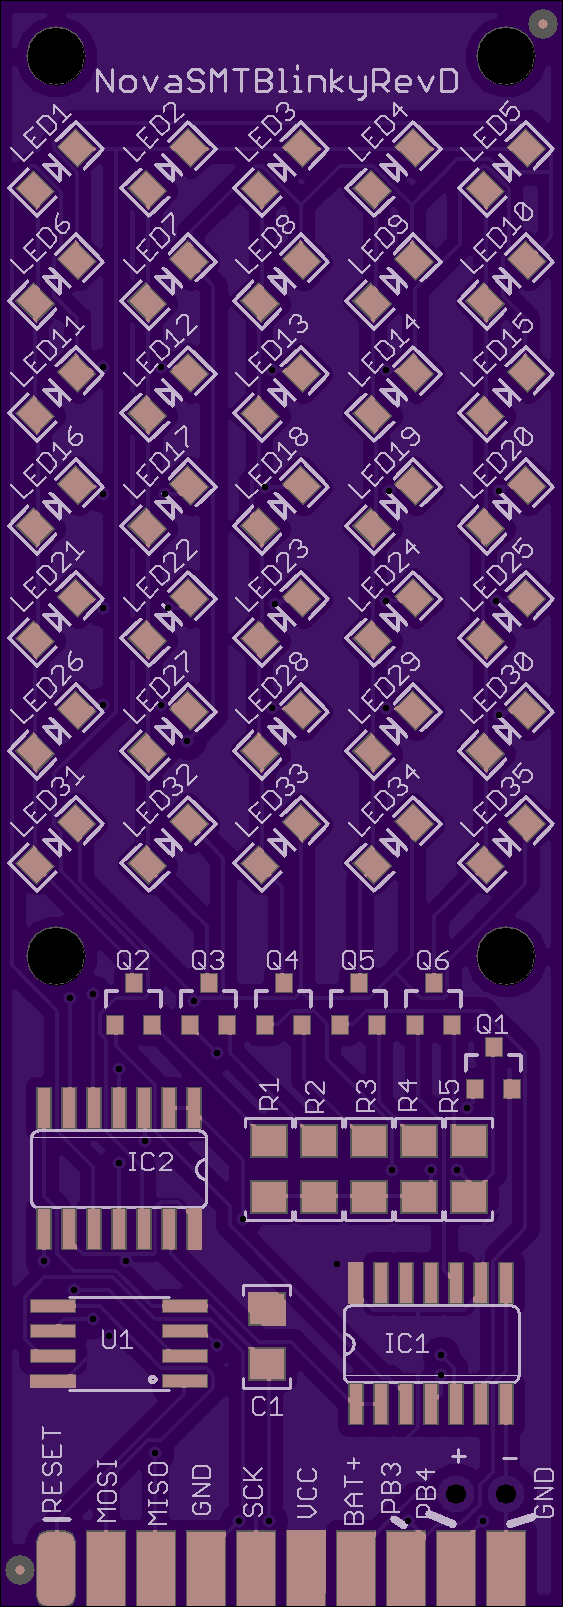 NovaSMTBlinkyRevD
LED1 LED2 LED3 LED4 LED5
LED6 LED7 LED8 LED9 LED10
LED11 LED12 LED13 LED14 LED15
LED16 LED17 LED18 LED19 LED20
LED21 LED22 LED23 LED24 LED25
LED26 LED27 LED28 LED29 LED30
LED31 LED32 LED33 LED34 LED35
Q2 Q3 Q4 Q5 Q6
Q1
R1 R2 R3 R4 R5
IC2
U1
IC1
C1
+ -
RESET MOSI MISO GND SCK VCC BAT+ PB3 PB4 GND